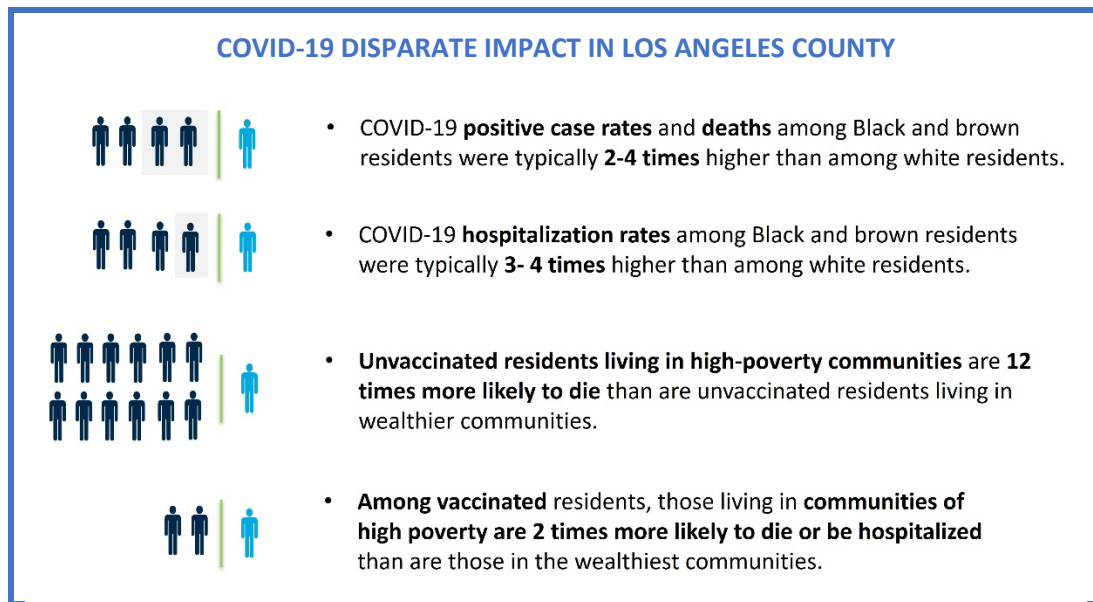 COVID-19 DISPARATE IMPACT IN LOS ANGELES COUNTY
• COVID-19 positive case rates and deaths among Black and brown
residents were typically 2-4 times higher than among white residents.
• COVID-19 hospitalization rates among Black and brown residents
were typically 3- 4 times higher than among white residents.
• Unvaccinated residents living in high-poverty communities are 12
times more likely to die than are unvaccinated residents living in
wealthier communities.
• Among vaccinated residents, those living in communities of
high poverty are 2 times more likely to die or be hospitalized
than are those in the wealthiest communities.